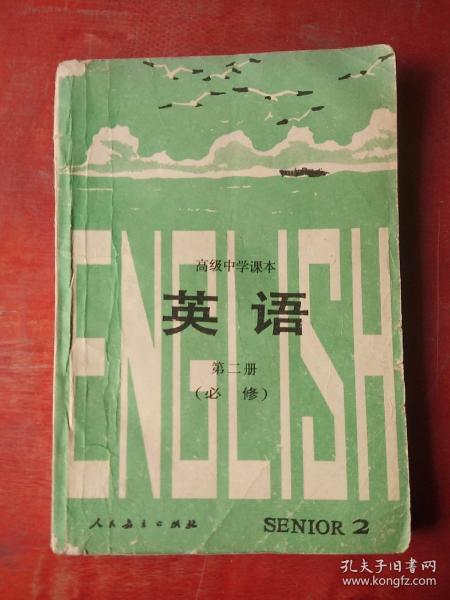 高级中学课本
英语
第二册
(必修)
ENGLISH
人民教育出版社
SENIOR 2
孔夫子旧书网
www.kongfz.com